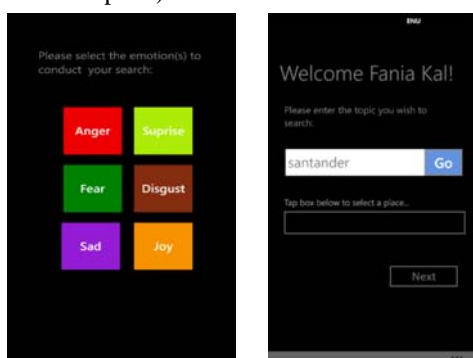 Please select the emotion(s) to
conduct your search:
Anger
Suprise
Fear
Disgust
Sad
Joy
ENU
Welcome Fania Kal!
Please enter the topic you wish to
search:
santander
Go
Tap box below to select a place...
Next